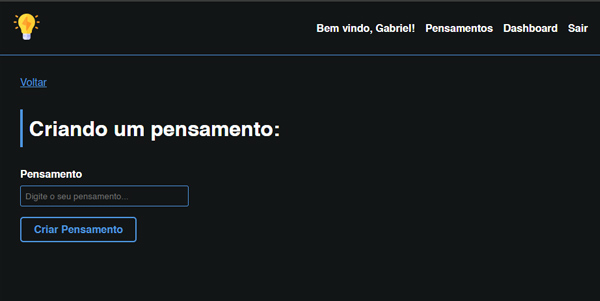 Bem vindo, Gabriel! Pensamentos Dashboard Sair
Voltar
Criando um pensamento:
Pensamento
Digite o seu pensamento...
Criar Pensamento